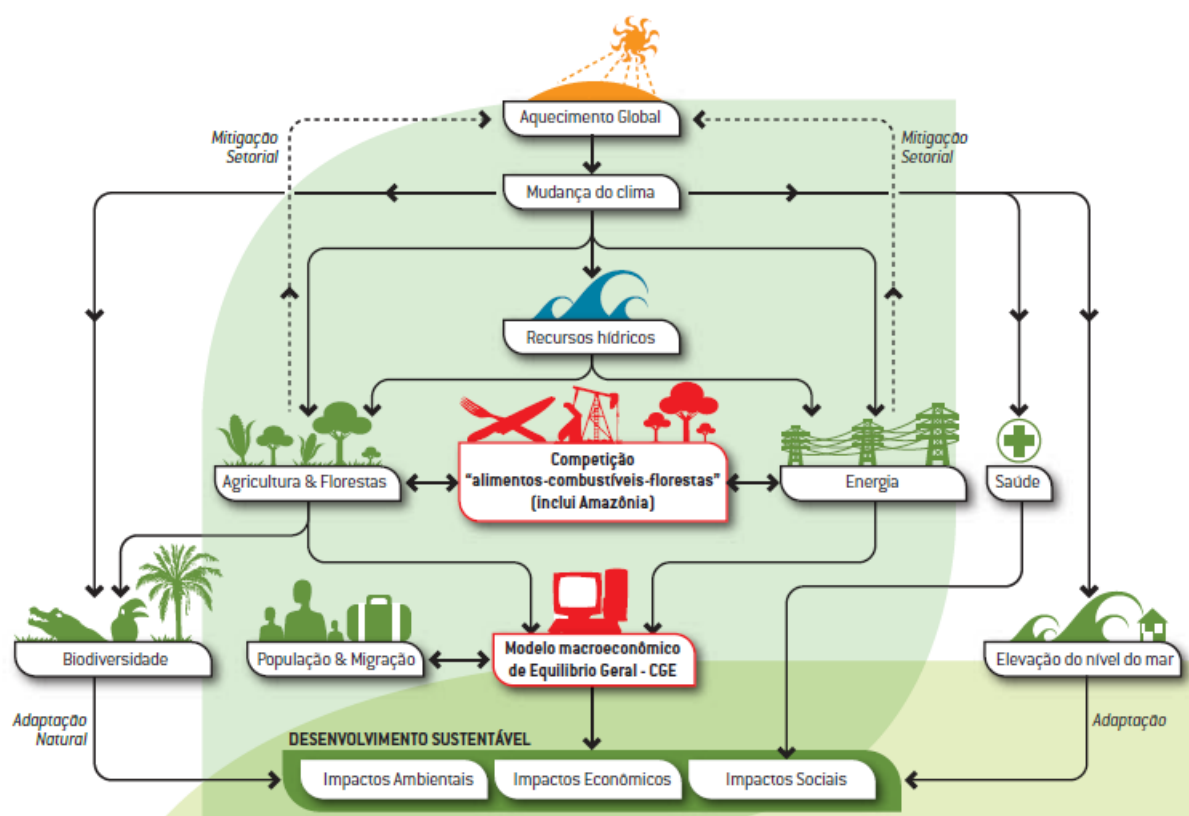 Aquecimento Global
Mitigação
Setorial
Mitigação
Setorial
Mudança do clima
Recursos hídricos
Agricultura & Florestas
Competição
“alimentos-combustíveis-florestas”
(inclui Amazônia)
Energia
Saúde
Biodiversidade
População & Migração
Modelo macroeconômico
de Equilíbrio Geral - CGE
Elevação do nível do mar
Adaptação
Natural
Adaptação
DESENVOLVIMENTO SUSTENTÁVEL
Impactos Ambientais
Impactos Econômicos
Impactos Sociais